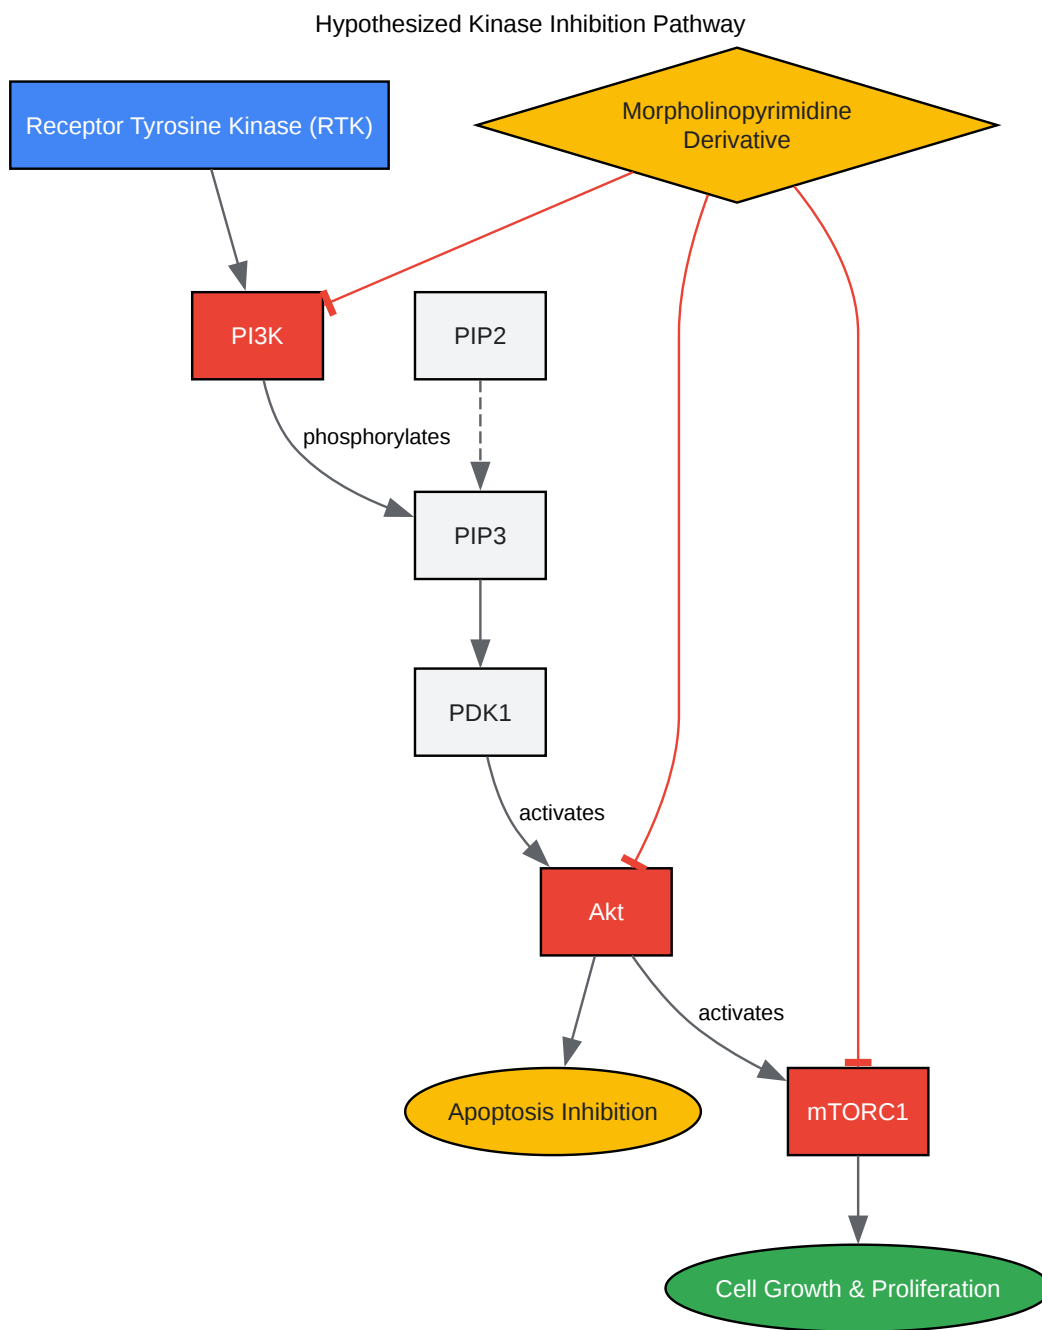 Hypothesized Kinase Inhibition Pathway
Receptor Tyrosine Kinase (RTK)
Morpholinopyrimidine
Derivative
PI3K
PIP2
phosphorylates
PIP3
PDK1
activates
Akt
activates
Apoptosis Inhibition
mTORC1
Cell Growth & Proliferation